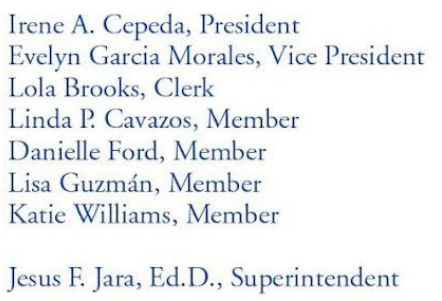 Irene A. Cepeda, President
Evelyn Garcia Morales, Vice President
Lola Brooks, Clerk
Linda P. Cavazos, Member
Danielle Ford, Member
Lisa Guzmán, Member
Katie Williams, Member
Jesus F. Jara, Ed.D., Superintendent